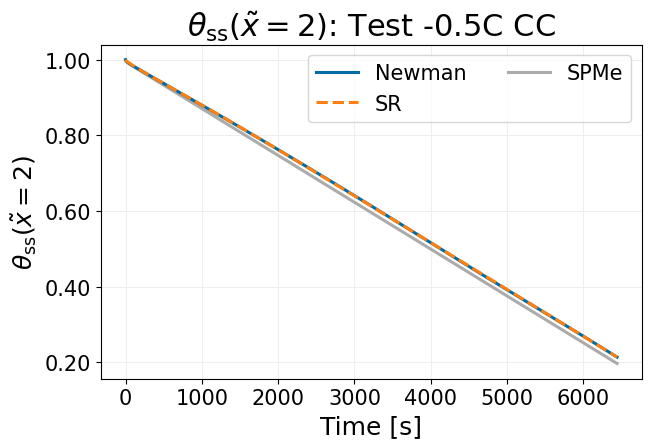 θss(x̃ = 2): Test -0.5C CC
Newman
SR
SPMe
1.00
0.80
0.60
0.40
0.20
θss(x̃ = 2)
0 1000 2000 3000 4000 5000 6000
Time [s]